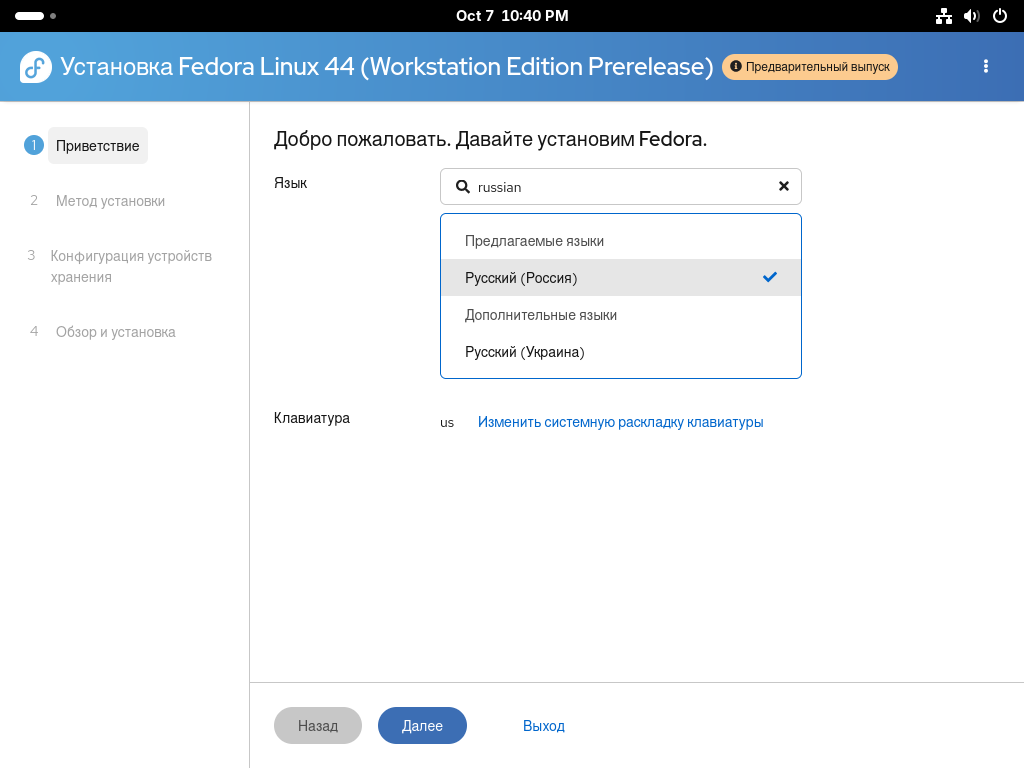 Oct 7 10:40 PM
Установка Fedora Linux 44 (Workstation Edition Prerelease)
Предварительный выпуск
1 Приветствие
2 Метод установки
3 Конфигурация устройств
хранения
4 Обзор и установка
Добро пожаловать. Давайте установим Fedora.
Язык
russian
Предлагаемые языки
Русский (Россия)
Дополнительные языки
Русский (Украина)
Клавиатура
us Изменить системную раскладку клавиатуры
Назад
Далее
Выход